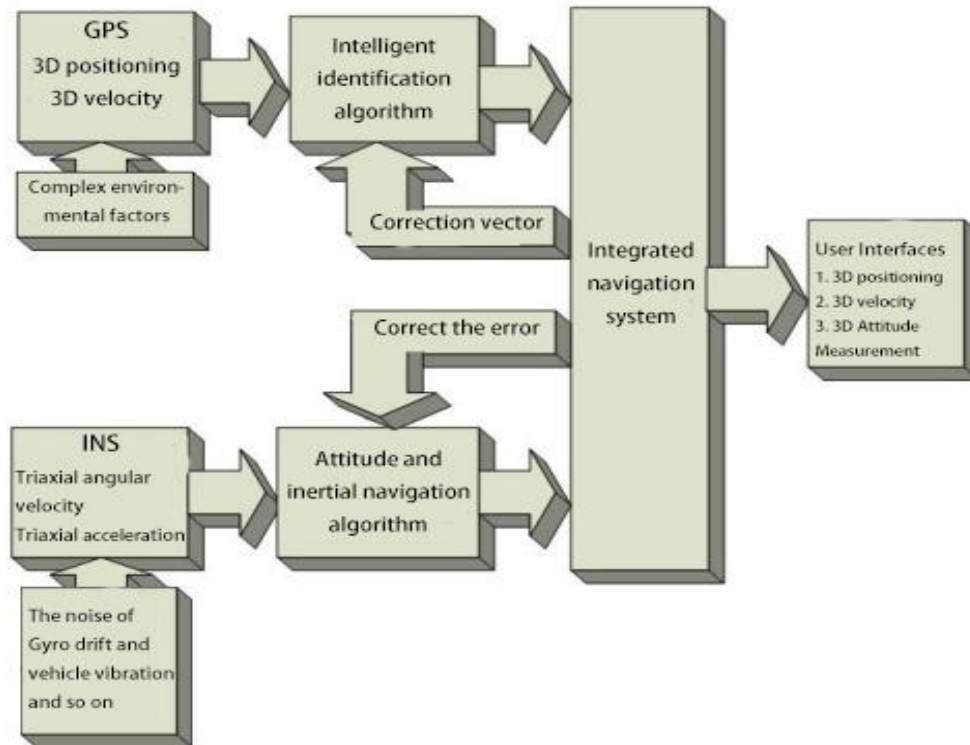 GPS
3D positioning
3D velocity
Intelligent
identification
algorithm
Complex environ-
mental factors
Correction vector
Integrated
navigation
system
User Interfaces
1. 3D positioning
2. 3D velocity
3. 3D Attitude
Measurement
Correct the error
INS
Triaxial angular
velocity
Triaxial acceleration
Attitude and
inertial navigation
algorithm
The noise of
Gyro drift and
vehicle vibration
and so on